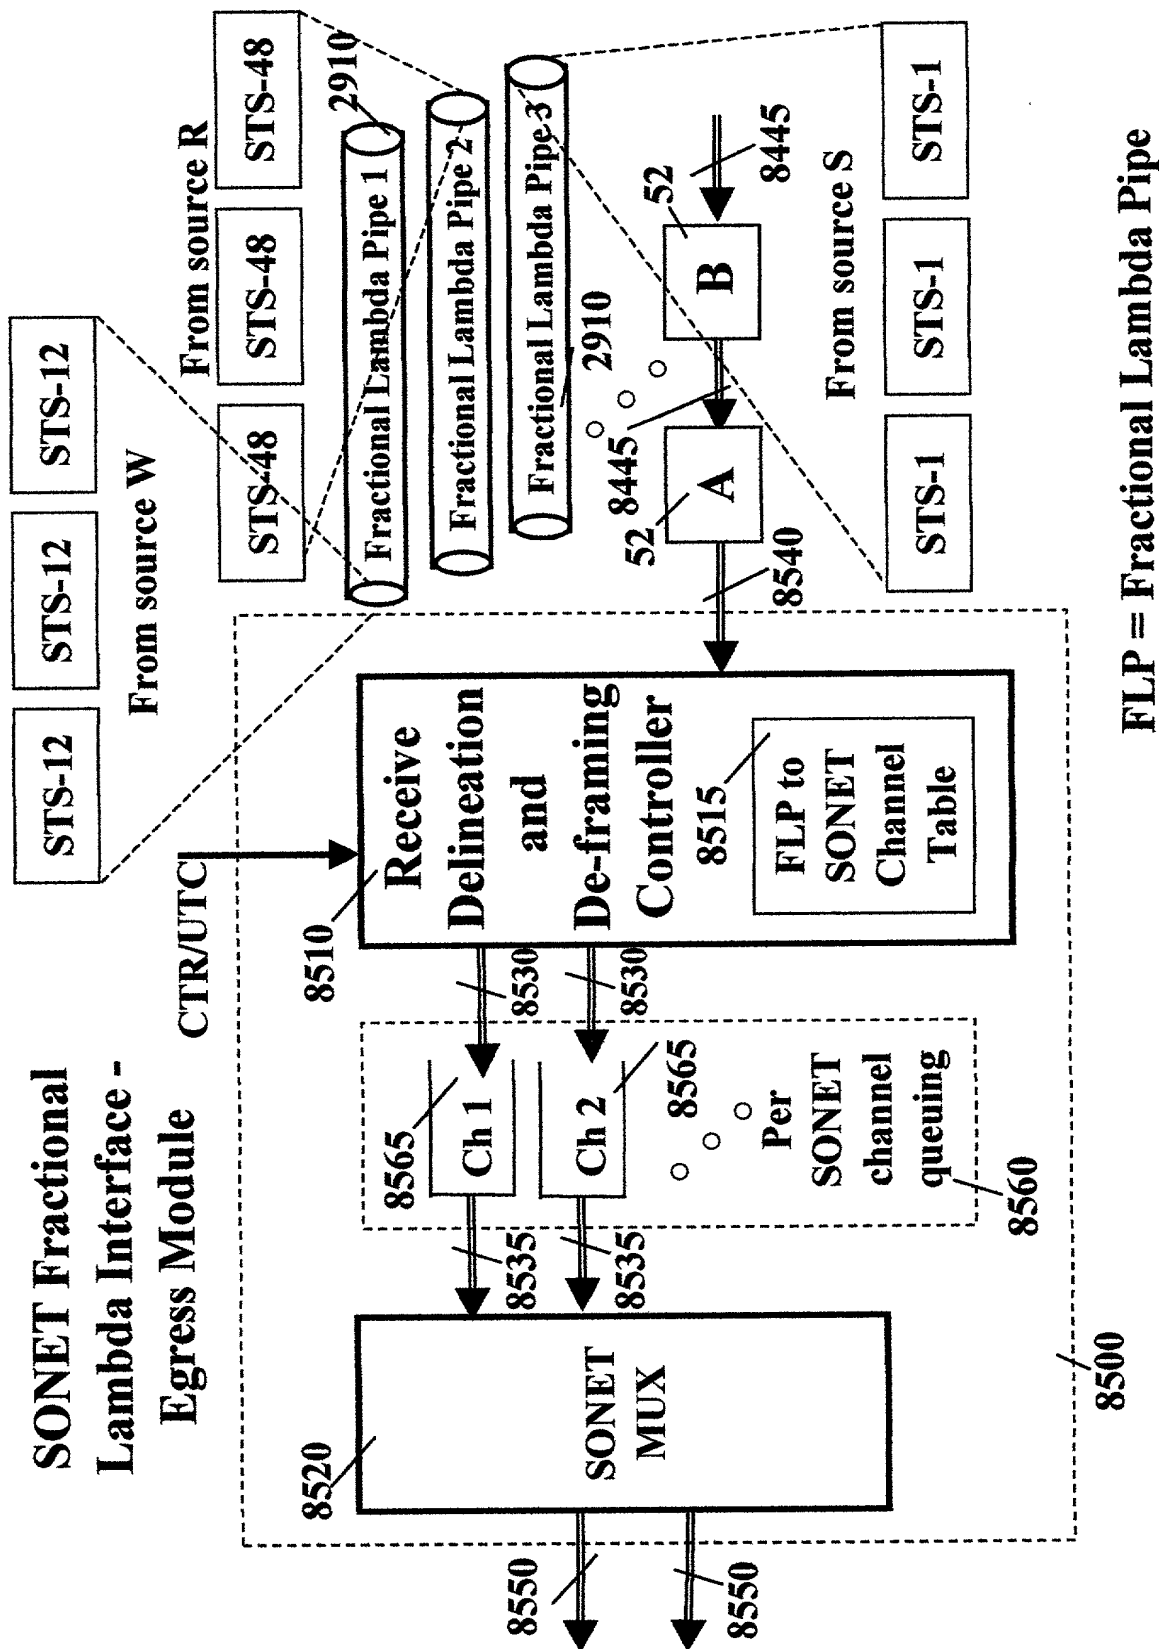 SONET Fractional
Lambda Interface -
Egress Module
CTR/UTC
STS-12
STS-12
STS-12
From source W
From source R
STS-48
STS-48
STS-48
2910
Fractional Lambda Pipe 1
Fractional Lambda Pipe 2
Fractional Lambda Pipe 3
2910
8510
Receive
Delineation
and
De-framing
Controller
8515
FLP to
SONET
Channel
Table
8530
8530
8565
Ch 1
Ch 2
8565
Per
SONET
channel
queuing
8560
8535
8535
8520
SONET
MUX
8550
8550
8500
8540
52
A
8445
52
B
8445
From source S
STS-1
STS-1
STS-1
FLP = Fractional Lambda Pipe